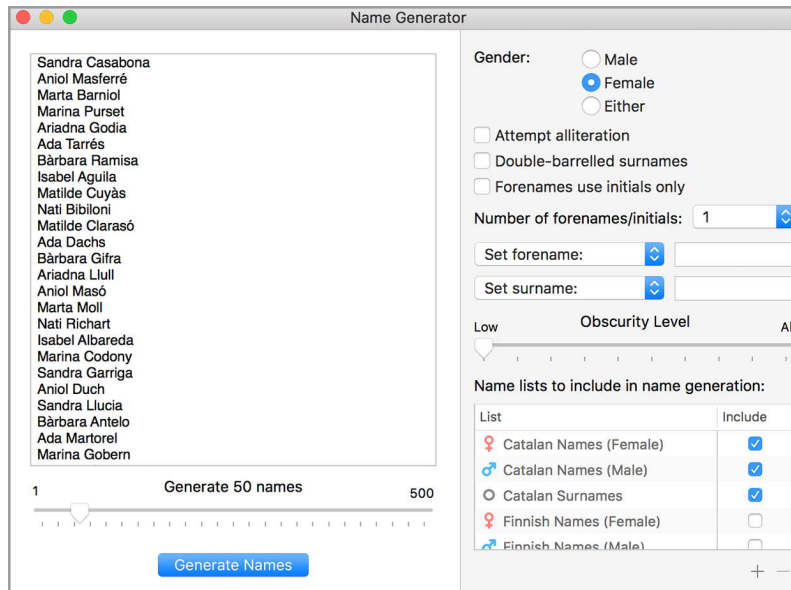 Name Generator
Sandra Casabona
Aniol Masferré
Marta Barniol
Marina Purset
Ariadna Godia
Ada Tarrés
Bàrbara Ramisa
Isabel Aguila
Matilde Cuyàs
Nati Bibiloni
Matilde Clarasó
Ada Dachs
Bàrbara Gifra
Ariadna Llull
Aniol Masó
Marta Moll
Nati Richart
Isabel Albareda
Marina Codony
Sandra Garriga
Aniol Duch
Sandra Llucia
Bàrbara Antelo
Ada Martorel
Marina Gobern
1 Generate 50 names 500
Generate Names
Gender: Male
Female
Either
Attempt alliteration
Double-barrelled surnames
Forenames use initials only
Number of forenames/initials: 1
Set forename:
Set surname:
Low Obscurity Level
Name lists to include in name generation:
List Include
Catalan Names (Female)
Catalan Names (Male)
Catalan Surnames
Finnish Names (Female)
Finnish Names (Male)